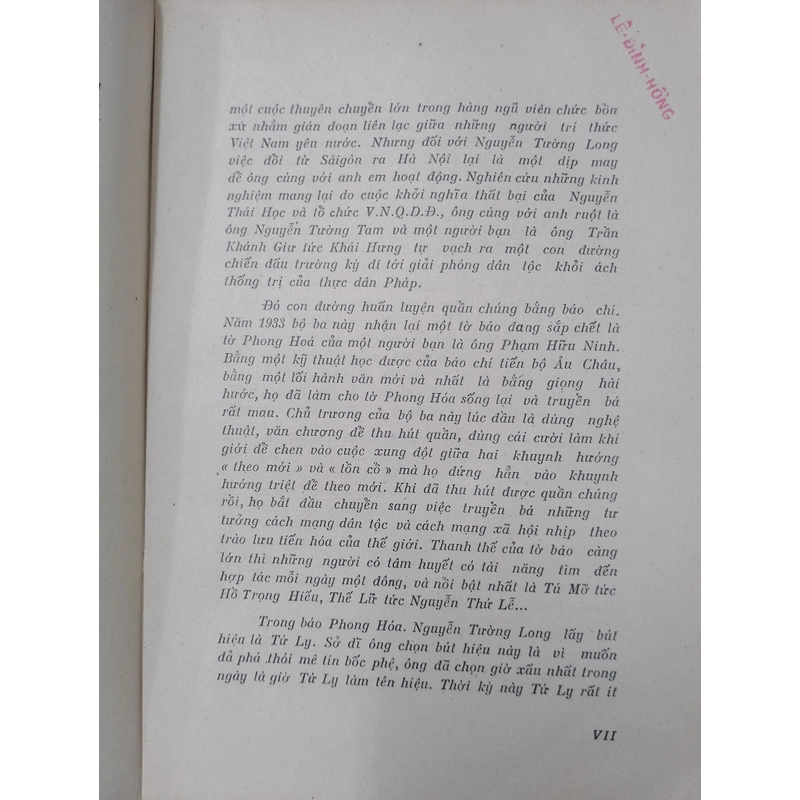 LÊ-ĐÌNH-HỒNG
một cuộc thuyên chuyển lớn trong hàng ngũ viên chức bổn
xứ nhằm gián đoạn liên lạc giữa những người trí thức
Việt Nam yêu nước. Nhưng đối với Nguyễn Tường Long
việc đổi từ Sàigòn ra Hà Nội lại là một dịp may
để ông cùng với anh em hoạt động. Nghiên cứu những kinh
nghiệm mang lại do cuộc khởi nghĩa thất bại của Nguyễn
Thái Học và tổ chức V.N.Q.D.Đ., ông cùng với anh ruột là
ông Nguyễn Tường Tam và một người bạn là ông Trần
Khánh Giư tức Khái Hưng tự vạch ra một con đường
chiến đấu trường kỳ đi tới giải phóng dân tộc khỏi ách
thống trị của thực dân Pháp.
Đó con đường huấn luyện quần chúng bằng báo chí.
Năm 1933 bộ ba này nhận lại một tờ báo đang sắp chết là
tờ Phong Hoá của một người bạn là ông Phạm Hữu Ninh.
Bằng một kỹ thuật học được của báo chí tiến bộ Âu Châu,
bằng một lối hành văn mới và nhất là bằng giọng hài
hước, họ đã làm cho tờ Phong Hóa sống lại và truyền bá
rất mau. Chủ trương của bộ ba này lúc đầu là dùng nghệ
thuật, văn chương để thu hút quần, dùng cái cười làm khí
giới để chen vào cuộc xung đột giữa hai khuynh hướng
« theo mới » và « tồn cổ » mà họ đứng hẳn vào khuynh
hướng triệt để theo mới. Khi đã thu hút được quần chúng
rồi, họ bắt đầu chuyển sang việc truyền bá những tư
tưởng cách mạng dân tộc và cách mạng xã hội nhịp theo
trào lưu tiến hóa của thế giới. Thanh thế của tờ báo càng
lớn thì những người có tâm huyết có tài năng tìm đến
hợp tác mỗi ngày một đông, và nổi bật nhất là Tú Mỡ tức
Hồ Trọng Hiếu, Thế Lữ tức Nguyễn Thứ Lễ...
Trong báo Phong Hóa. Nguyễn Tường Long lấy bút
hiệu là Tứ Ly. Sở dĩ ông chọn bút hiệu này là vì muốn
đả phá thói mê tin bốc phệ, ông đã chọn giờ xấu nhất trong
ngày là giờ Tứ Ly làm tên hiệu. Thời kỳ này Tứ Ly rất ít
VII